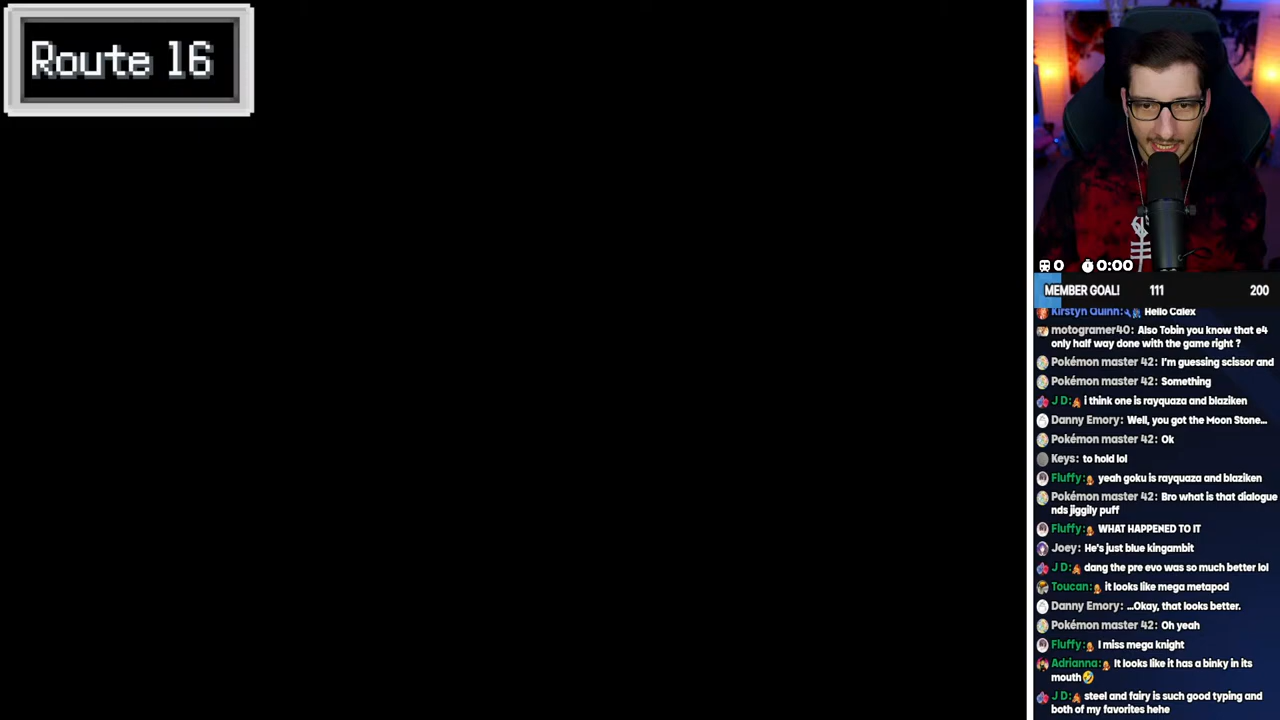 Route 16
0 0:00
MEMBER GOAL! 111 200
Kirstyn Quinn: Hello Calex
motogramer40: Also Tobin you know that e4
only half way done with the game right ?
Pokémon master 42: I'm guessing scissor and
Pokémon master 42: Something
J D: i think one is rayquaza and blaziken
Danny Emory: Well, you got the Moon Stone...
Pokémon master 42: Ok
Keys: to hold lol
Fluffy: yeah goku is rayquaza and blaziken
Pokémon master 42: Bro what is that dialogue
nds jiggily puff
Fluffy: WHAT HAPPENED TO IT
Joey: He's just blue kingambit
J D: dang the pre evo was so much better lol
Toucan: it looks like mega metapod
Danny Emory: ...Okay, that looks better.
Pokémon master 42: Oh yeah
Fluffy: I miss mega knight
Adrianna: It looks like it has a binky in its
mouth🤣
J D: steel and fairy is such good typing and
both of my favorites hehe